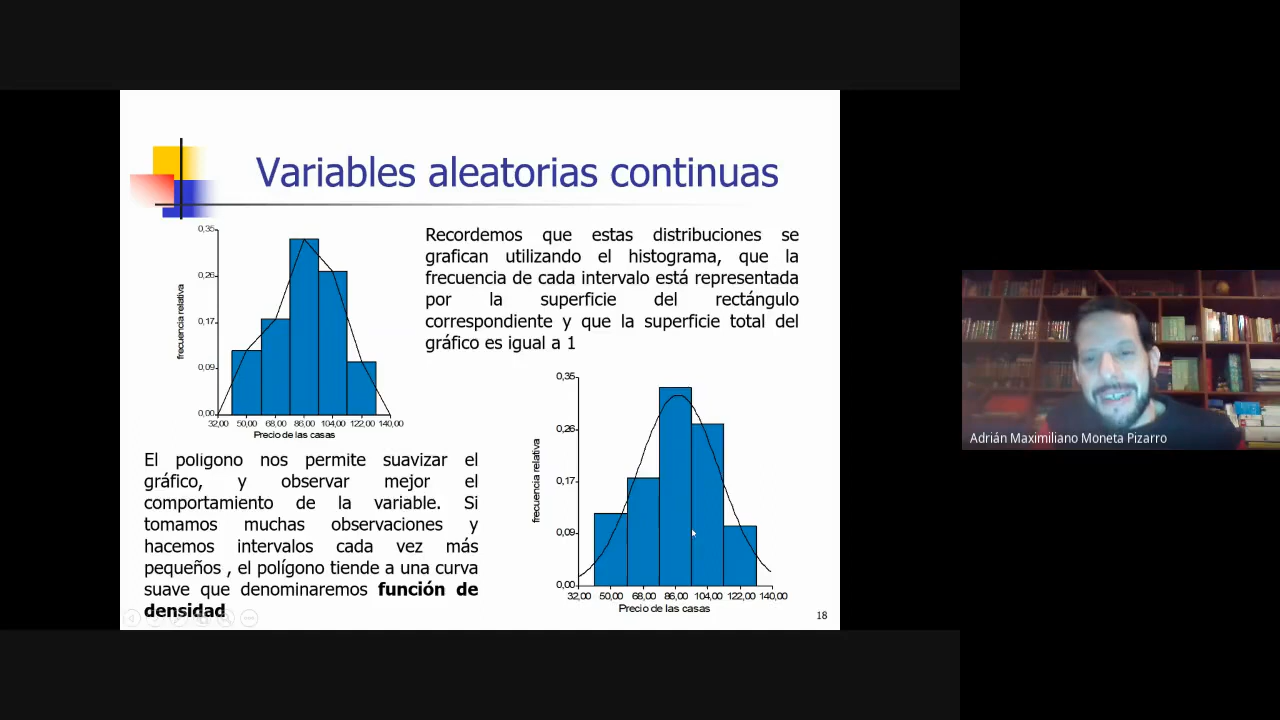 Variables aleatorias continuas
0,35
0,26
0,17
0,09
0,00
frecuencia relativa
32,00 50,00 68,00 86,00 104,00 122,00 140,00
Precio de las casas
Recordemos que estas distribuciones se
grafican utilizando el histograma, que la
frecuencia de cada intervalo está representada
por la superficie del rectángulo
correspondiente y que la superficie total del
gráfico es igual a 1
El polígono nos permite suavizar el
gráfico, y observar mejor el
comportamiento de la variable. Si
tomamos muchas observaciones y
hacemos intervalos cada vez más
pequeños , el polígono tiende a una curva
suave que denominaremos función de
densidad
0,35
0,26
0,17
0,09
0,00
frecuencia relativa
32,00 50,00 68,00 86,00 104,00 122,00 140,00
Precio de las casas
18
Adrián Maximiliano Moneta Pizarro